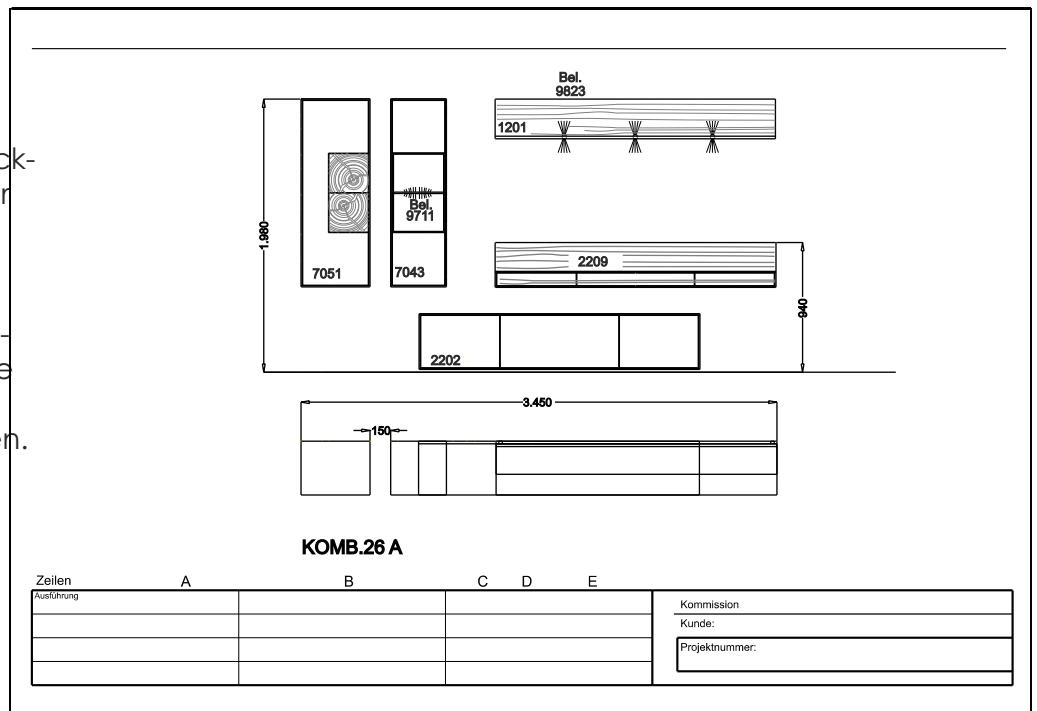 ck-
r
-
e
en.
Bel.
9823
1201
1.980
Bel.
9711
7051
7043
2209
940
2202
3.450
150
KOMB.26 A
Zeilen A B C D E
Ausführung
Kommission
Kunde:
Projektnummer: